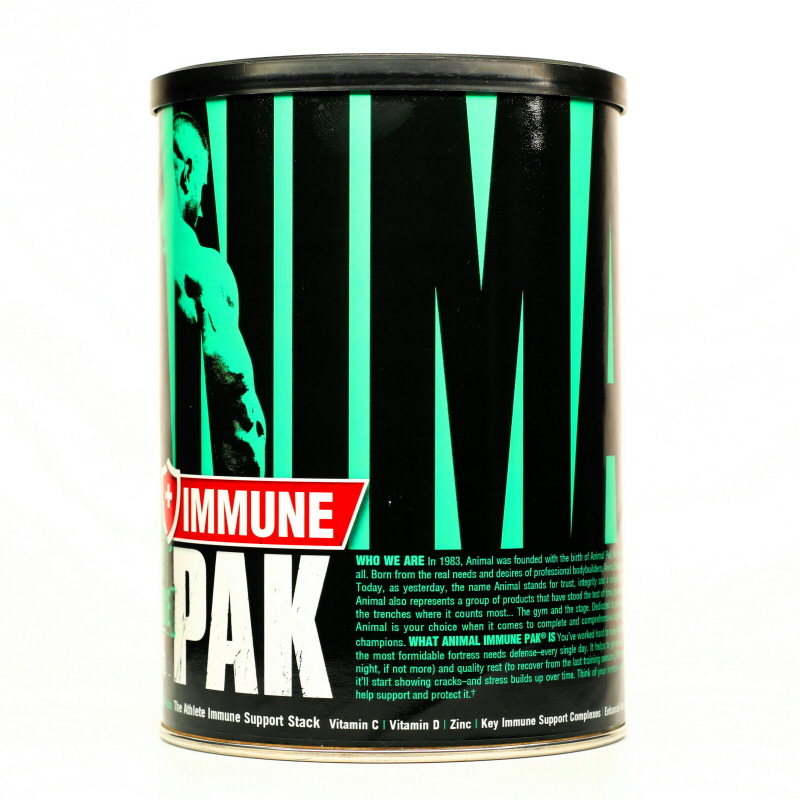 ANIMA
IMMUNE
PAK
WHO WE ARE In 1983, Animal was founded with the birth of Animal
all. Born from the real needs and desires of professional bodybuilders,
Today, as yesterday, the name Animal stands for trust, integrity and
Animal also represents a group of products that have stood the test of
the trenches where it counts most... The gym and the stage. Dedicated
Animal is your choice when it comes to complete and
champions. WHAT ANIMAL IMMUNE PAK® IS You've worked hard
the most formidable fortress needs defense–every single day. It helps
night, if not more) and quality rest (to recover from the last training
it'll start showing cracks–and stress builds up over time. Think of your
help support and protect it.†
The Athlete Immune Support Stack Vitamin C | Vitamin D | Zinc | Key Immune Support Complexes